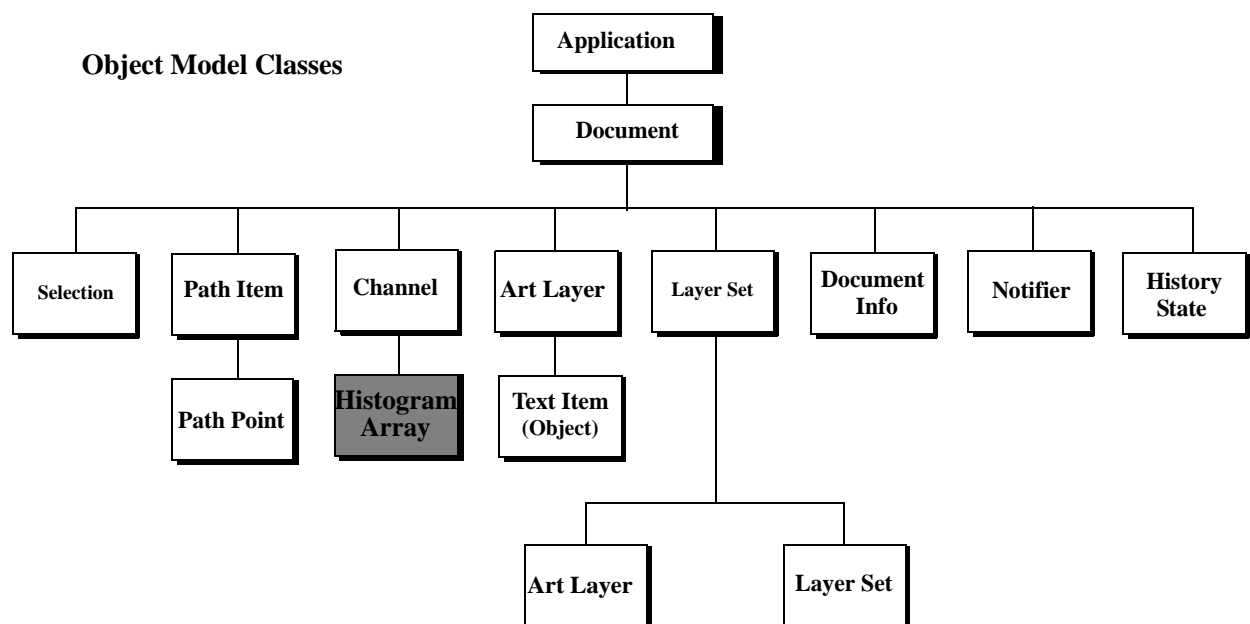 Object Model Classes
Application
Document
Selection
Path Item
Channel
Art Layer
Layer Set
Document
Info
Notifier
History
State
Path Point
Histogram
Array
Text Item
(Object)
Art Layer
Layer Set